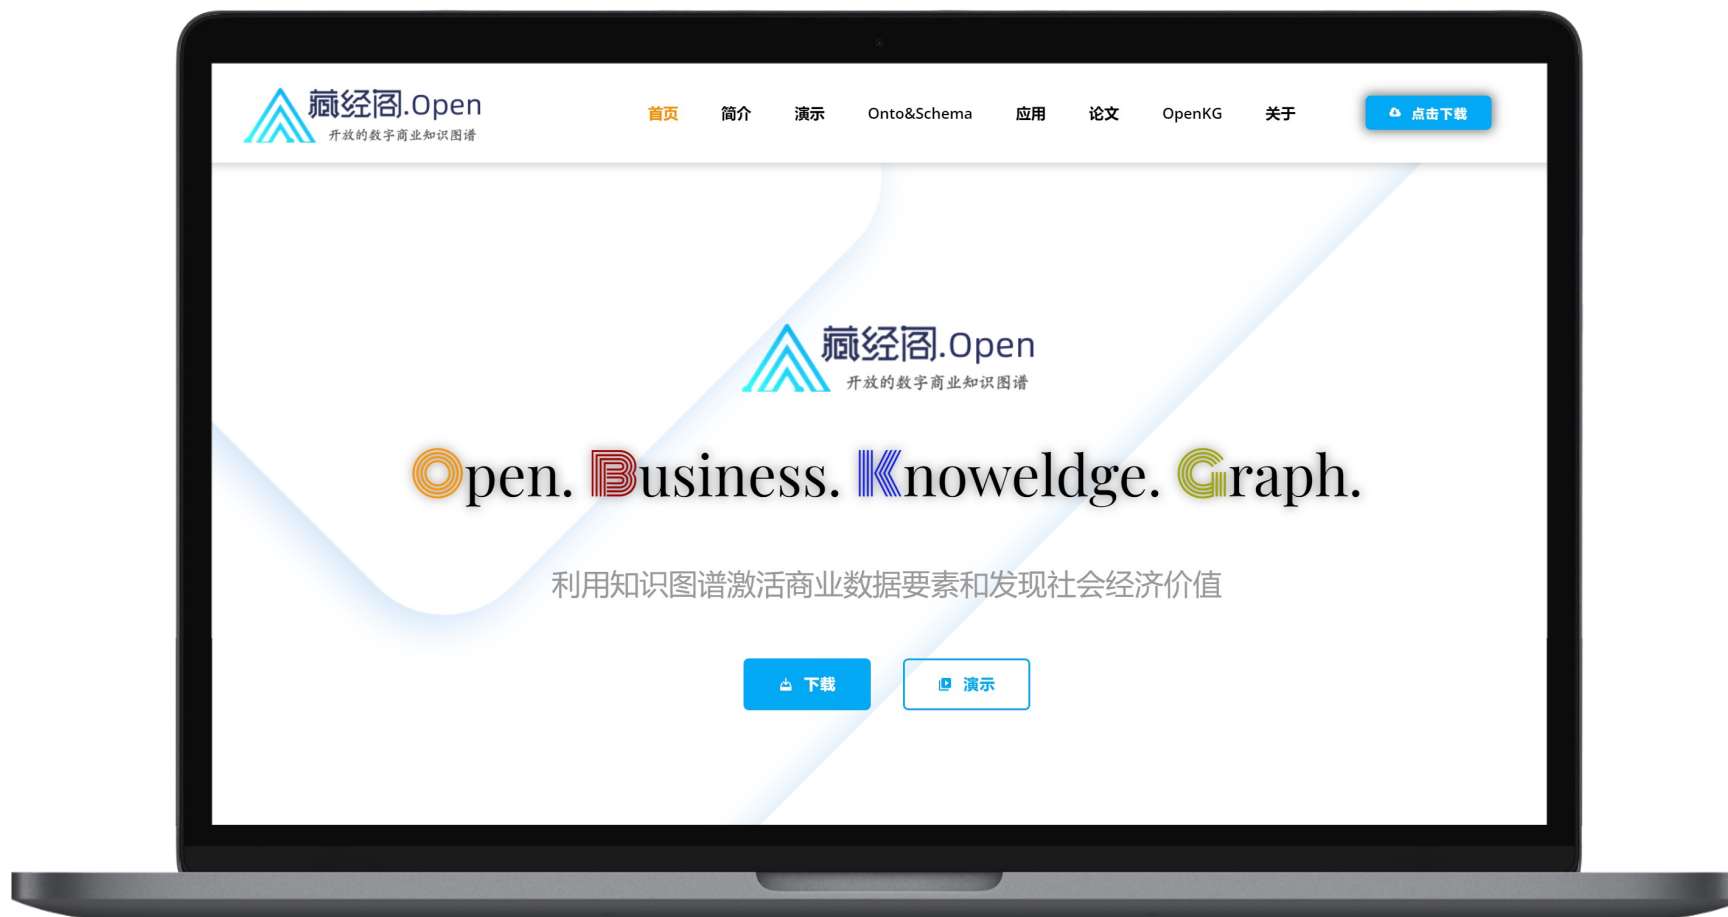 藏经阁.Open
开放的数字商业知识图谱
首页 简介 演示 Onto&Schema 应用 论文 OpenKG 关于 点击下载
藏经阁.Open
开放的数字商业知识图谱
Open. Business. Knoweldge. Graph.
利用知识图谱激活商业数据要素和发现社会经济价值
下载 演示